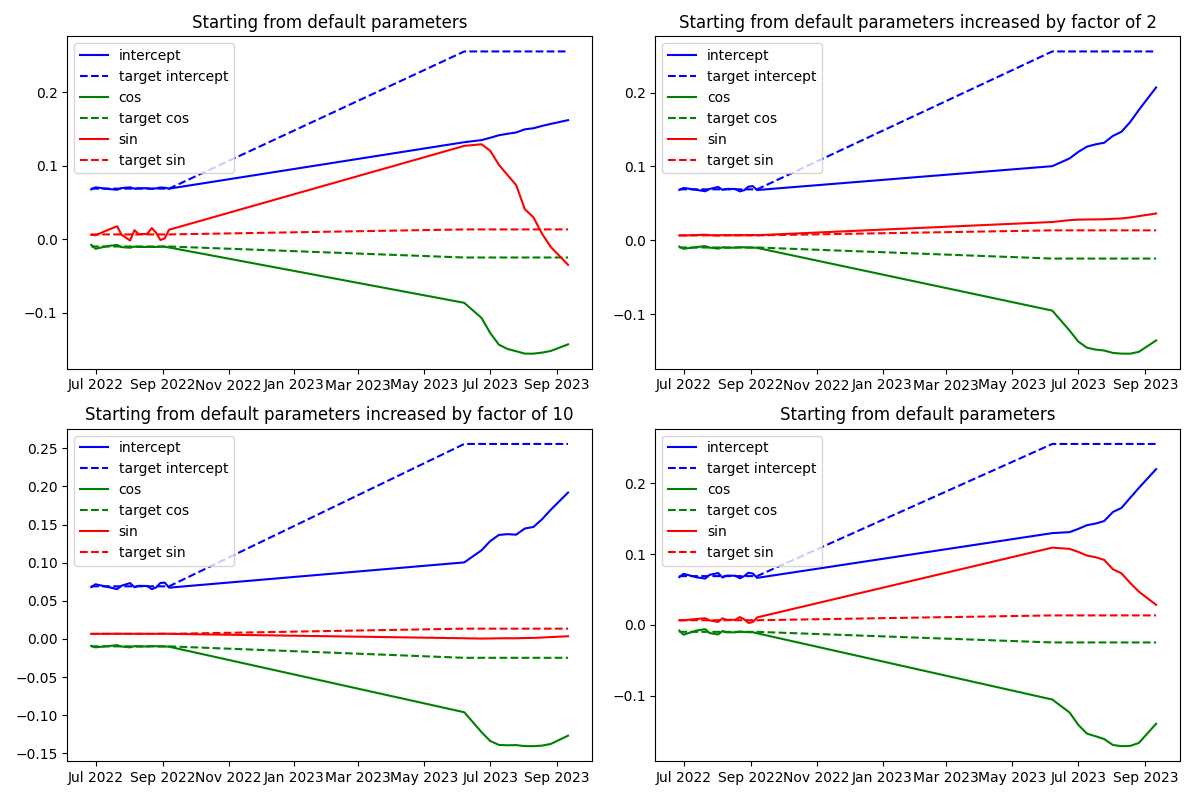 Starting from default parameters
intercept
target intercept
cos
target cos
sin
target sin
0.2
0.1
0.0
−0.1
Jul 2022 Sep 2022 Nov 2022 Jan 2023 Mar 2023 May 2023 Jul 2023 Sep 2023
Starting from default parameters increased by factor of 2
intercept
target intercept
cos
target cos
sin
target sin
0.2
0.1
0.0
−0.1
Jul 2022 Sep 2022 Nov 2022 Jan 2023 Mar 2023 May 2023 Jul 2023 Sep 2023
Starting from default parameters increased by factor of 10
intercept
target intercept
cos
target cos
sin
target sin
0.25
0.20
0.15
0.10
0.05
0.00
−0.05
−0.10
−0.15
Jul 2022 Sep 2022 Nov 2022 Jan 2023 Mar 2023 May 2023 Jul 2023 Sep 2023
Starting from default parameters
intercept
target intercept
cos
target cos
sin
target sin
0.2
0.1
0.0
−0.1
Jul 2022 Sep 2022 Nov 2022 Jan 2023 Mar 2023 May 2023 Jul 2023 Sep 2023